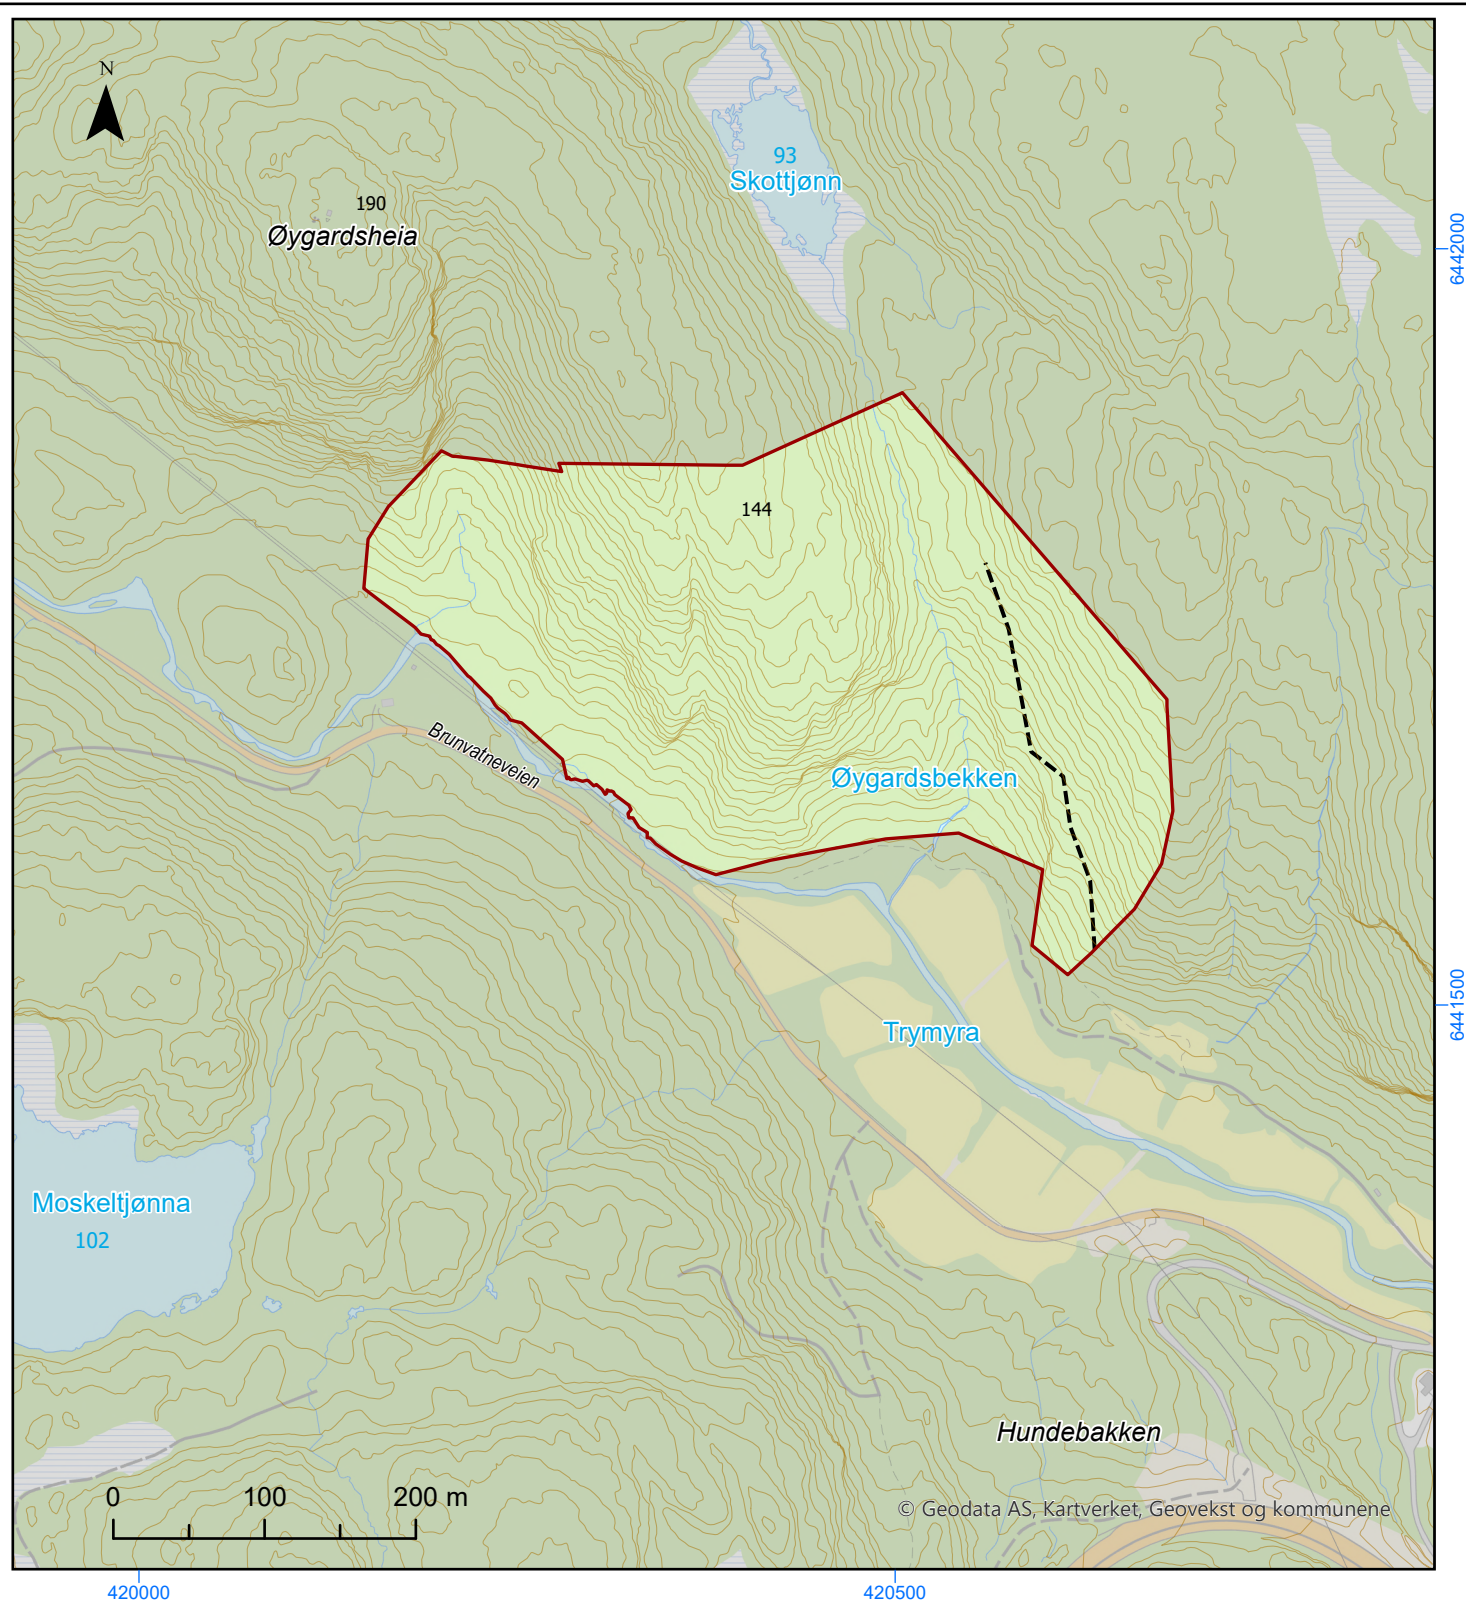 N
93
Skottjønn
190
Øygardsheia
6442000
144
Brunvatneveien
Øygardsbekken
6441500
Trymyra
Moskeltjønna
102
Hundebakken
0 100 200 m
© Geodata AS, Kartverket, Geovekst og kommunene
420000 420500